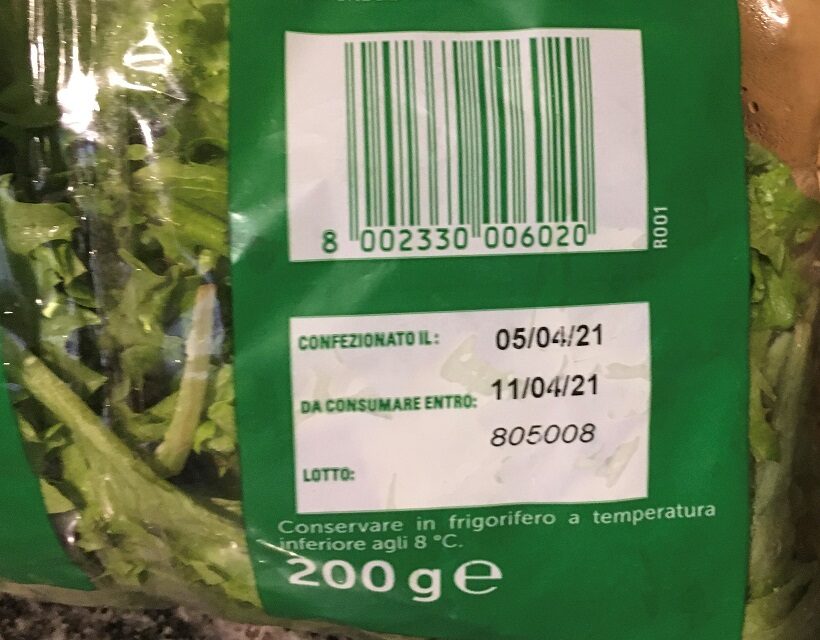 8 002330 006020
R001
CONFEZIONATO IL: 05/04/21
DA CONSUMARE ENTRO: 11/04/21
805008
LOTTO:
Conservare in frigorifero a temperatura
inferiore agli 8 °C.
200 g e